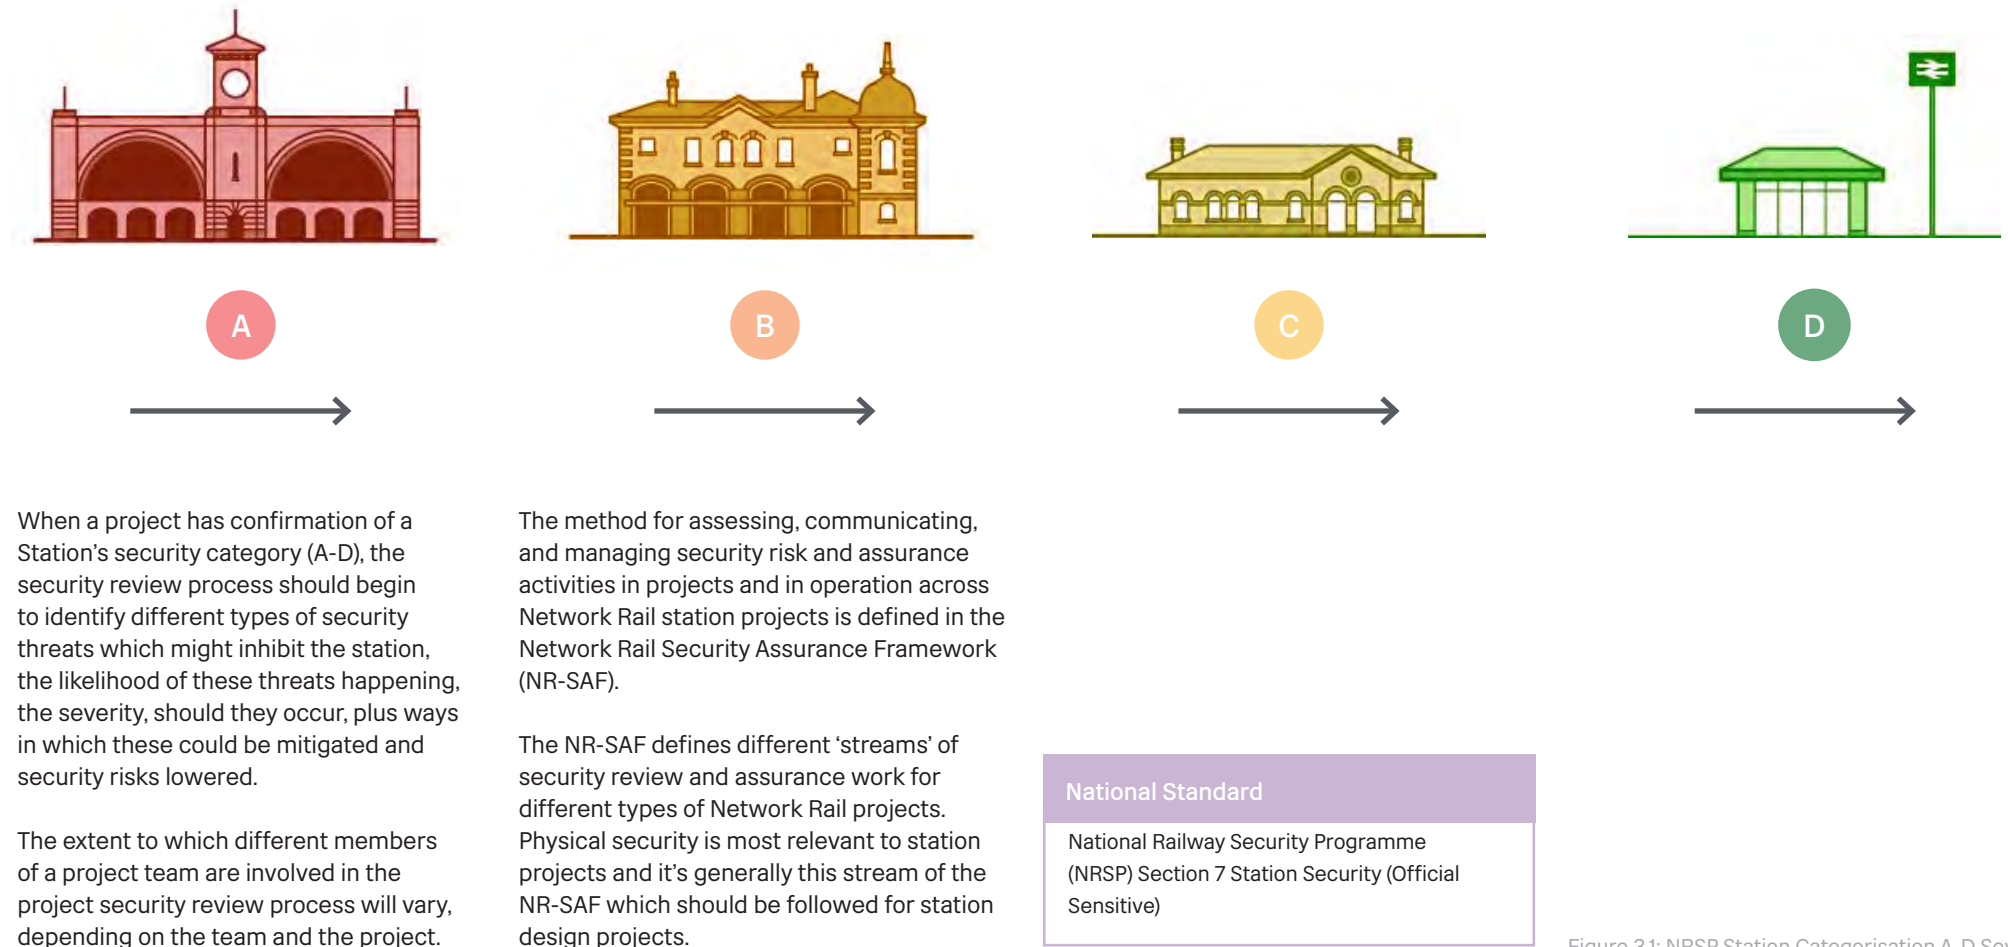 A
B
C
D
When a project has confirmation of a
Station's security category (A-D), the
security review process should begin
to identify different types of security
threats which might inhibit the station,
the likelihood of these threats happening,
the severity, should they occur, plus ways
in which these could be mitigated and
security risks lowered.
The extent to which different members
of a project team are involved in the
project security review process will vary,
depending on the team and the project.
The method for assessing, communicating,
and managing security risk and assurance
activities in projects and in operation across
Network Rail station projects is defined in the
Network Rail Security Assurance Framework
(NR-SAF).
The NR-SAF defines different ‘streams’ of
security review and assurance work for
different types of Network Rail projects.
Physical security is most relevant to station
projects and it's generally this stream of the
NR-SAF which should be followed for station
design projects.
National Standard
National Railway Security Programme
(NRSP) Section 7 Station Security (Official
Sensitive)
Figure 3.1: NRSP Station Categorisation A-D